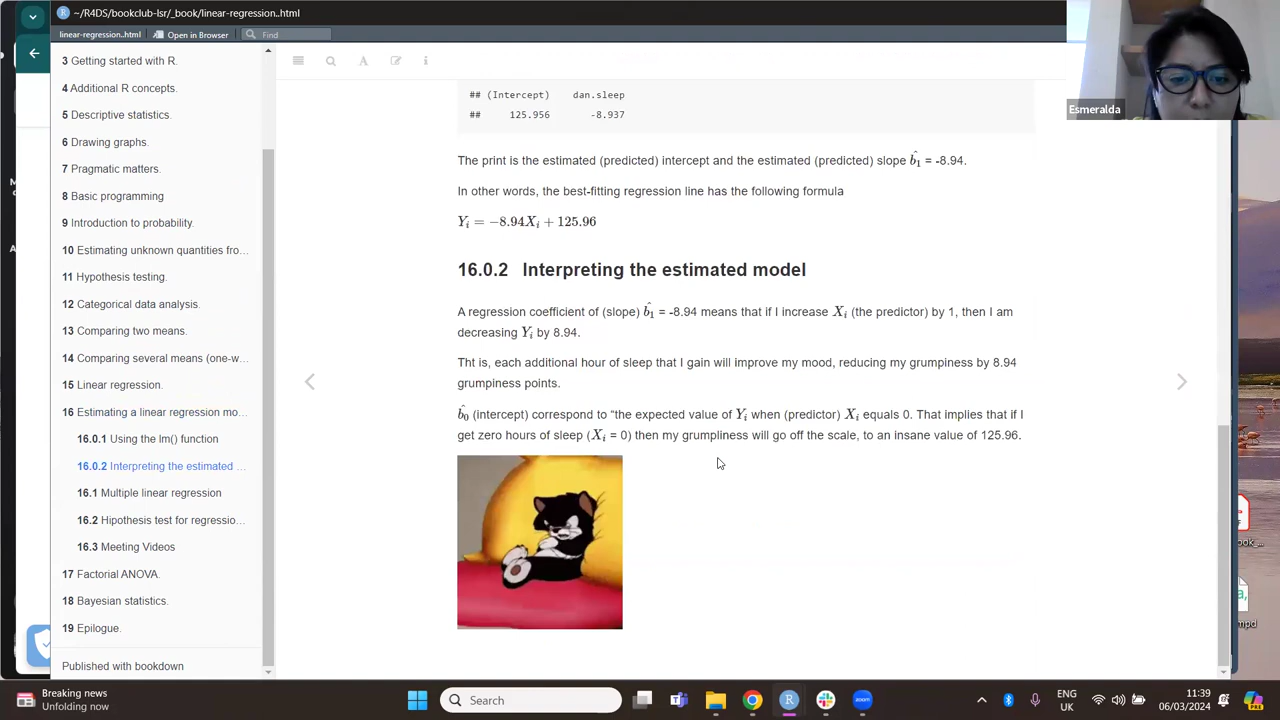 ~/R4DS/bookclub-lsr/_book/linear-regression..html
linear-regression..html
Open in Browser
Find
3 Getting started with R.
4 Additional R concepts.
5 Descriptive statistics.
6 Drawing graphs.
7 Pragmatic matters.
8 Basic programming
9 Introduction to probability.
10 Estimating unknown quantities fro...
11 Hypothesis testing.
12 Categorical data analysis.
13 Comparing two means.
14 Comparing several means (one-w...
15 Linear regression.
16 Estimating a linear regression mo...
16.0.1 Using the lm() function
16.0.2 Interpreting the estimated ...
16.1 Multiple linear regression
16.2 Hipothesis test for regressio...
16.3 Meeting Videos
17 Factorial ANOVA.
18 Bayesian statistics.
19 Epilogue.
Published with bookdown
## (Intercept) dan.sleep
## 125.956 -8.937
The print is the estimated (predicted) intercept and the estimated (predicted) slope b̂₁ = -8.94.
In other words, the best-fitting regression line has the following formula
Yᵢ = −8.94Xᵢ + 125.96
16.0.2 Interpreting the estimated model
A regression coefficient of (slope) b̂₁ = -8.94 means that if I increase Xᵢ (the predictor) by 1, then I am
decreasing Yᵢ by 8.94.
Tht is, each additional hour of sleep that I gain will improve my mood, reducing my grumpiness by 8.94
grumpiness points.
b̂₀ (intercept) correspond to “the expected value of Yᵢ when (predictor) Xᵢ equals 0. That implies that if I
get zero hours of sleep (Xᵢ = 0) then my grumpliness will go off the scale, to an insane value of 125.96.
Esmeralda
Breaking news
Unfolding now
Search
zoom
ENG
UK
11:39
06/03/2024